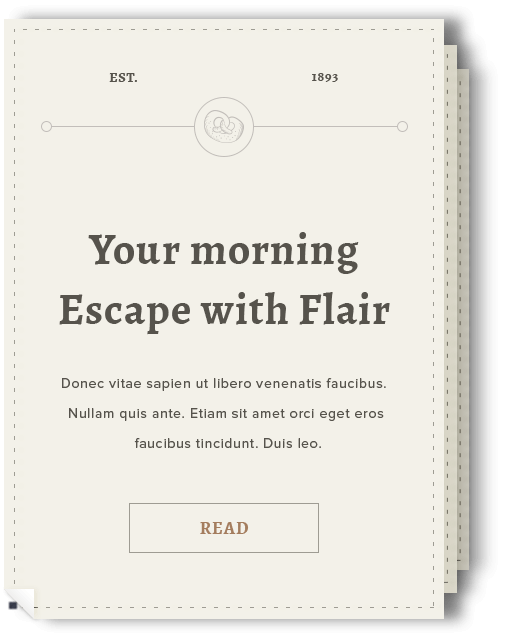 EST. 1893
Your morning
Escape with Flair
Donec vitae sapien ut libero venenatis faucibus.
Nullam quis ante. Etiam sit amet orci eget eros
faucibus tincidunt. Duis leo.
READ